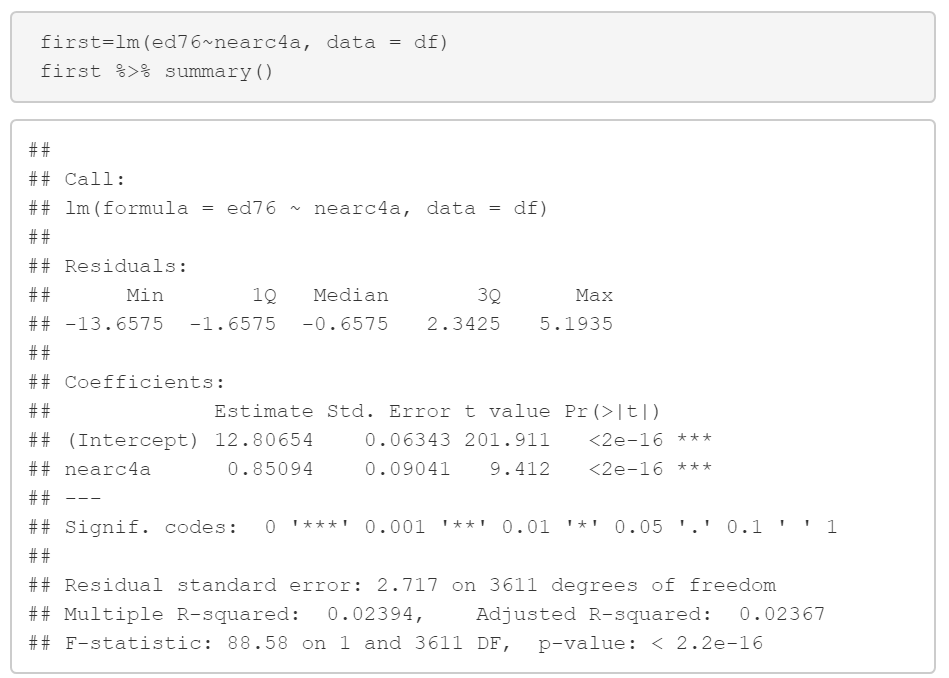 first=lm(ed76~nearc4a, data = df)
first %>% summary()
##
## Call:
## lm(formula = ed76 ~ nearc4a, data = df)
##
## Residuals:
##      Min       1Q   Median       3Q      Max
## -13.6575  -1.6575  -0.6575   2.3425   5.1935
##
## Coefficients:
##             Estimate Std. Error t value Pr(>|t|)
## (Intercept) 12.80654    0.06343 201.911   <2e-16 ***
## nearc4a      0.85094    0.09041   9.412   <2e-16 ***
## ---
## Signif. codes:  0 '***' 0.001 '**' 0.01 '*' 0.05 '.' 0.1 ' ' 1
##
## Residual standard error: 2.717 on 3611 degrees of freedom
## Multiple R-squared:  0.02394,    Adjusted R-squared:  0.02367
## F-statistic: 88.58 on 1 and 3611 DF,  p-value: < 2.2e-16